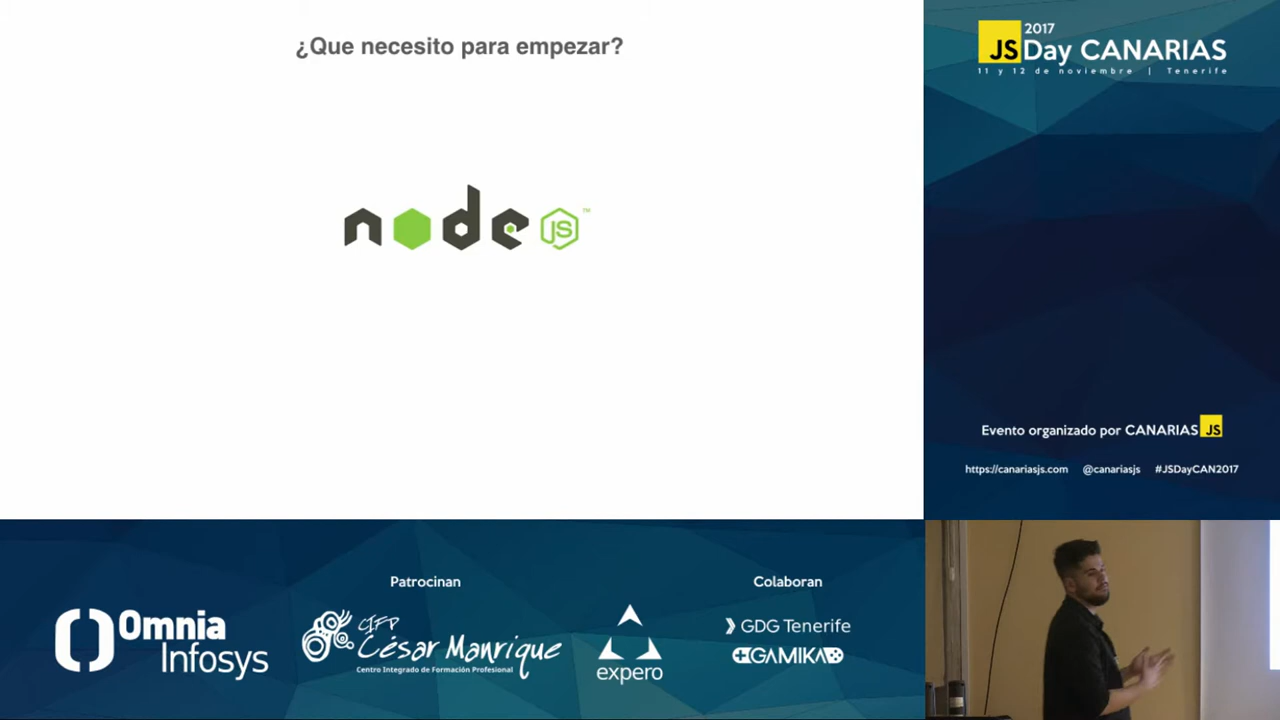 ¿Que necesito para empezar?
node JS™
2017
JS Day CANARIAS
11 y 12 de noviembre | Tenerife
Evento organizado por CANARIAS JS
https://canariasjs.com @canariasjs #JSDayCAN2017
Patrocinan
Omnia
Infosys
CIFP
César Manrique
Centro Integrado de Formación Profesional
expero
Colaboran
GDG Tenerife
GAMIKA